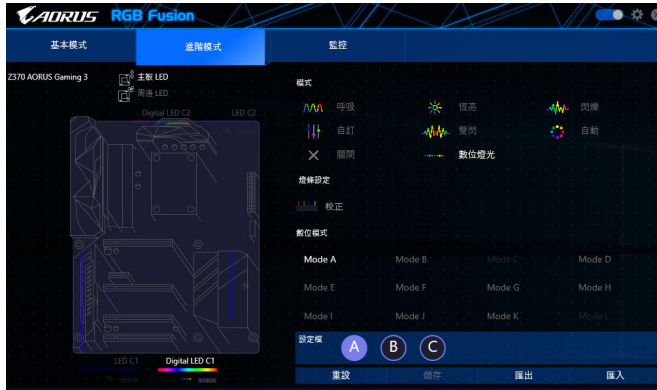 AORUS RGB Fusion
基本模式 進階模式 監控
Z370 AORUS Gaming 3
主板 LED
周邊 LED
Digital LED C2 LED C2
LED C1 Digital LED C1
模式
呼吸 恆亮 閃爍
自訂 雙閃 自動
關閉 數位燈光
燈條設定
校正
數位模式
Mode A Mode B Mode C Mode D
Mode E Mode F Mode G Mode H
Mode I Mode J Mode K Mode L
設定檔 A B C
重設 儲存 匯出 匯入